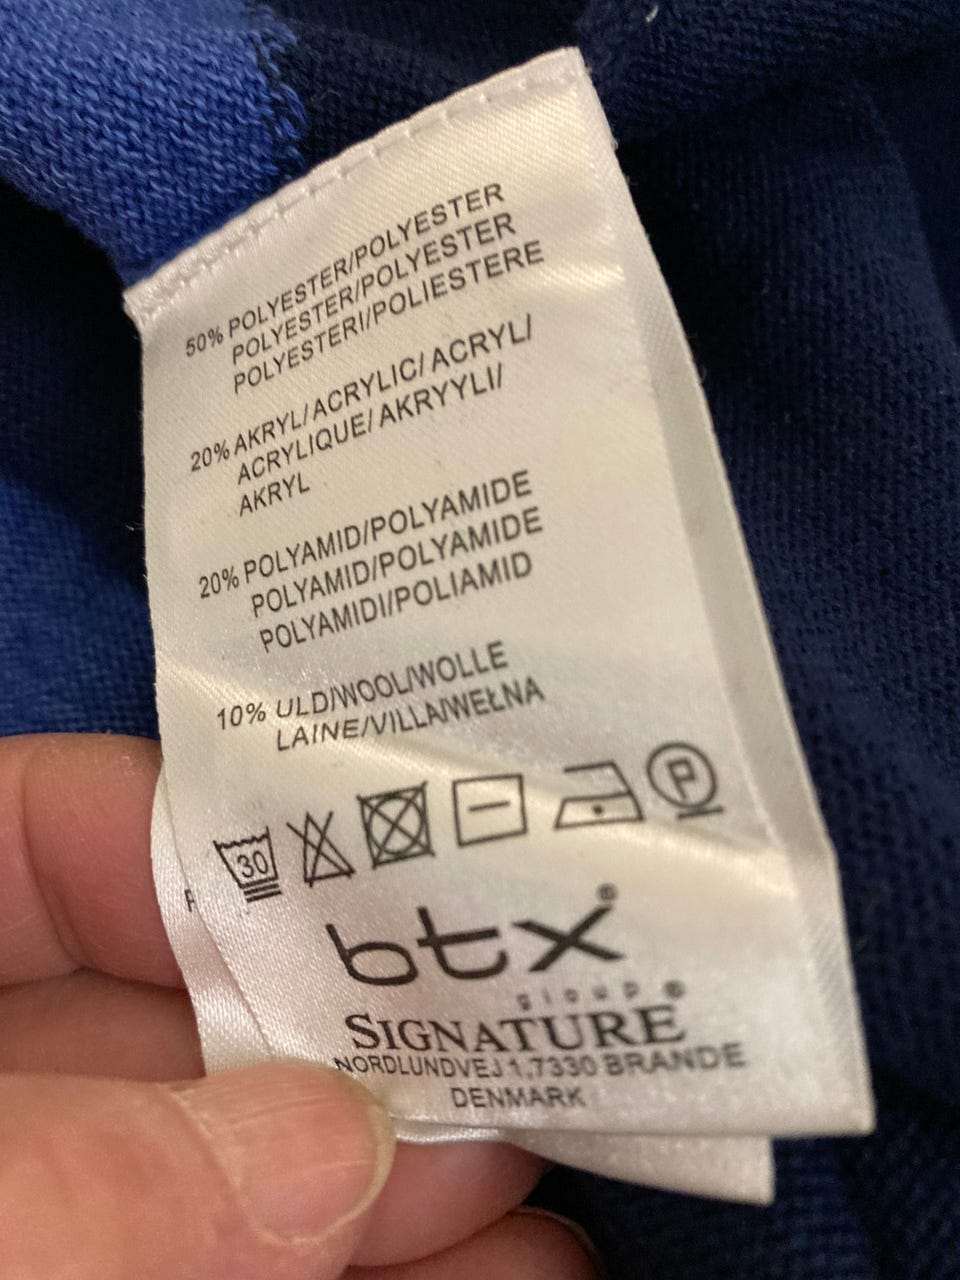 50% POLYESTER/POLYESTER
POLYESTER/POLYESTER
POLYESTERI/POLIESTERE
20% AKRYL/ACRYLIC/ACRYL/
ACRYLIQUE/AKRYYLI/
AKRYL
20% POLYAMID/POLYAMIDE
POLYAMID/POLYAMIDE
POLYAMIDI/POLIAMID
10% ULD/WOOL/WOLLE
LAINE/VILLA/WEŁNA
30
P
btx®
group®
SIGNATURE
NORDLUNDVEJ 1,7330 BRANDE
DENMARK